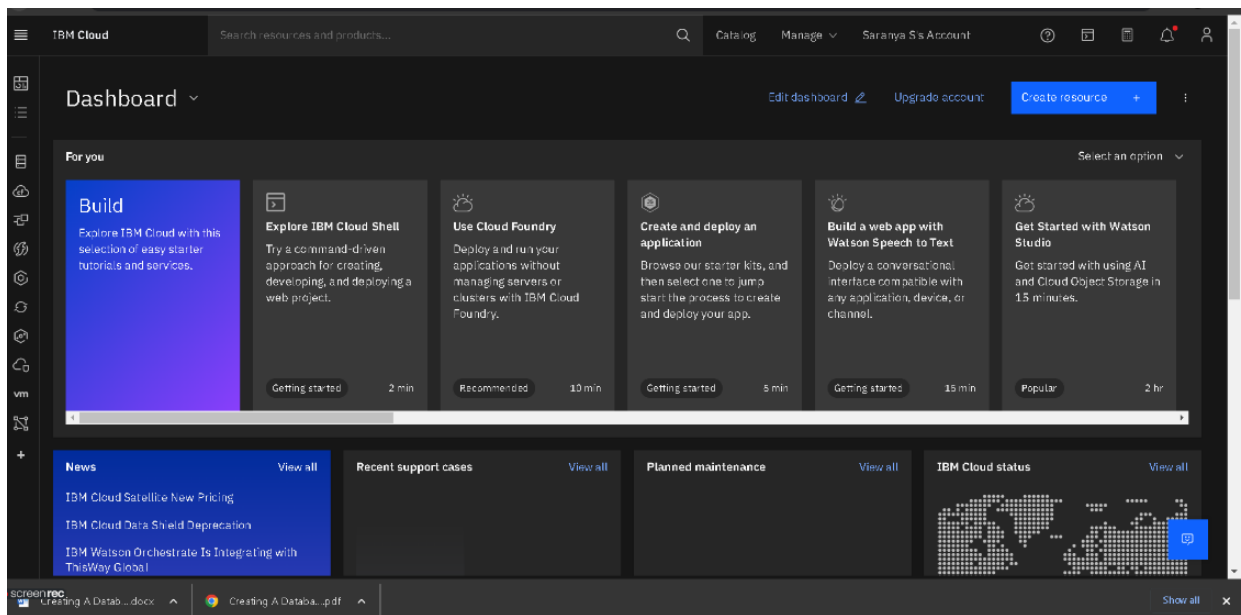 IBM Cloud
Search resources and products...
Catalog
Manage
Saranya S's Account
Dashboard
Edit dashboard
Upgrade account
Create resource +
For you
Select an option
Build
Explore IBM Cloud with this
selection of easy starter
tutorials and services.
Getting started
2 min
Explore IBM Cloud Shell
Try a command-driven
approach for creating,
developing, and deploying a
web project.
Use Cloud Foundry
Deploy and run your
applications without
managing servers or
clusters with IBM Cloud
Foundry.
Recommended
10 min
Create and deploy an
application
Browse our starter kits, and
then select one to jump
start the process to create
and deploy your app.
Getting started
5 min
Build a web app with
Watson Speech to Text
Deploy a conversational
interface compatible with
any application, device, or
channel.
Getting started
15 min
Get Started with Watson
Studio
Get started with using AI
and Cloud Object Storage in
15 minutes.
Popular
2 hr
vm
News
View all
IBM Cloud Satellite New Pricing
IBM Cloud Data Shield Deprecation
IBM Watson Orchestrate Is Integrating with
ThisWay Global
Recent support cases
View all
Planned maintenance
View all
IBM Cloud status
View all
screenrec
Creating A Datab...docx
Creating A Databa...pdf
Show all